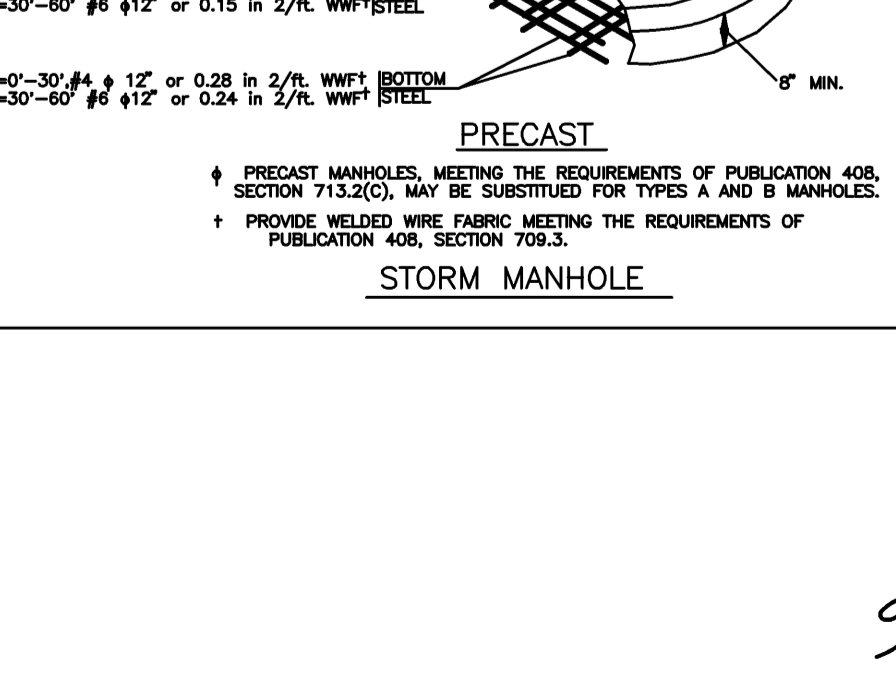 =30'-60' #6 ϕ12" or 0.15 in 2/ft. WWF† STEEL
=0'-30', #4 ϕ 12" or 0.28 in 2/ft. WWF† BOTTOM
=30'-60' #6 ϕ12" or 0.24 in 2/ft. WWF† STEEL
8" MIN.
PRECAST
ϕ PRECAST MANHOLES, MEETING THE REQUIREMENTS OF PUBLICATION 408,
SECTION 713.2(C), MAY BE SUBSTITUED FOR TYPES A AND B MANHOLES.
† PROVIDE WELDED WIRE FABRIC MEETING THE REQUIREMENTS OF
PUBLICATION 408, SECTION 709.3.
STORM MANHOLE